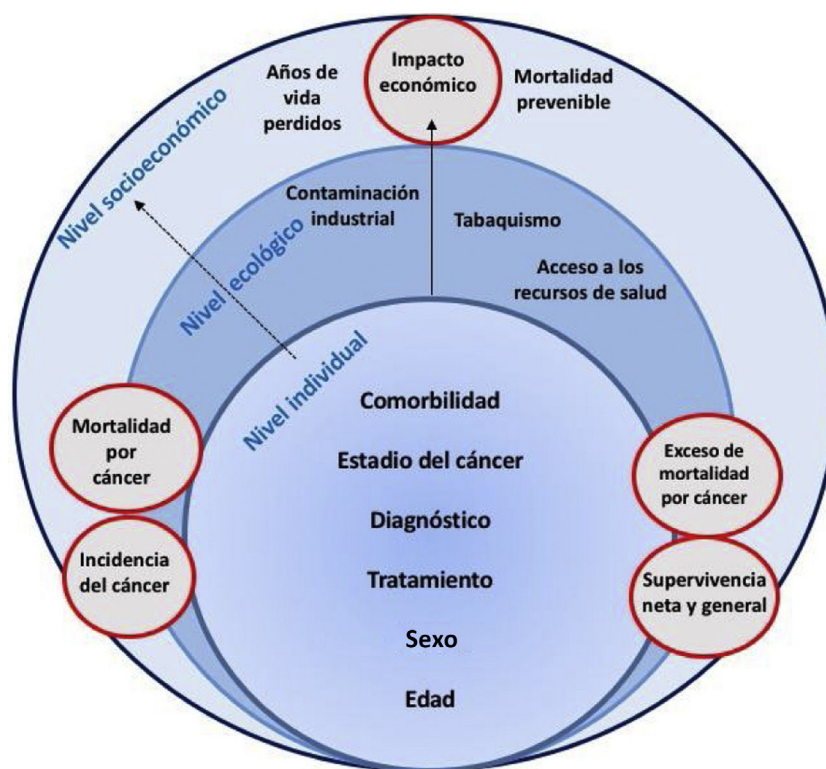 Impacto
económico
Años de
vida
perdidos
Mortalidad
prevenible
Nivel socioeconómico
Contaminación
industrial
Tabaquismo
Nivel ecológico
Acceso a los
recursos de salud
Nivel individual
Comorbilidad
Mortalidad
por
cáncer
Estadio del cáncer
Exceso de
mortalidad
por cáncer
Diagnóstico
Incidencia
del cáncer
Tratamiento
Supervivencia
neta y general
Sexo
Edad